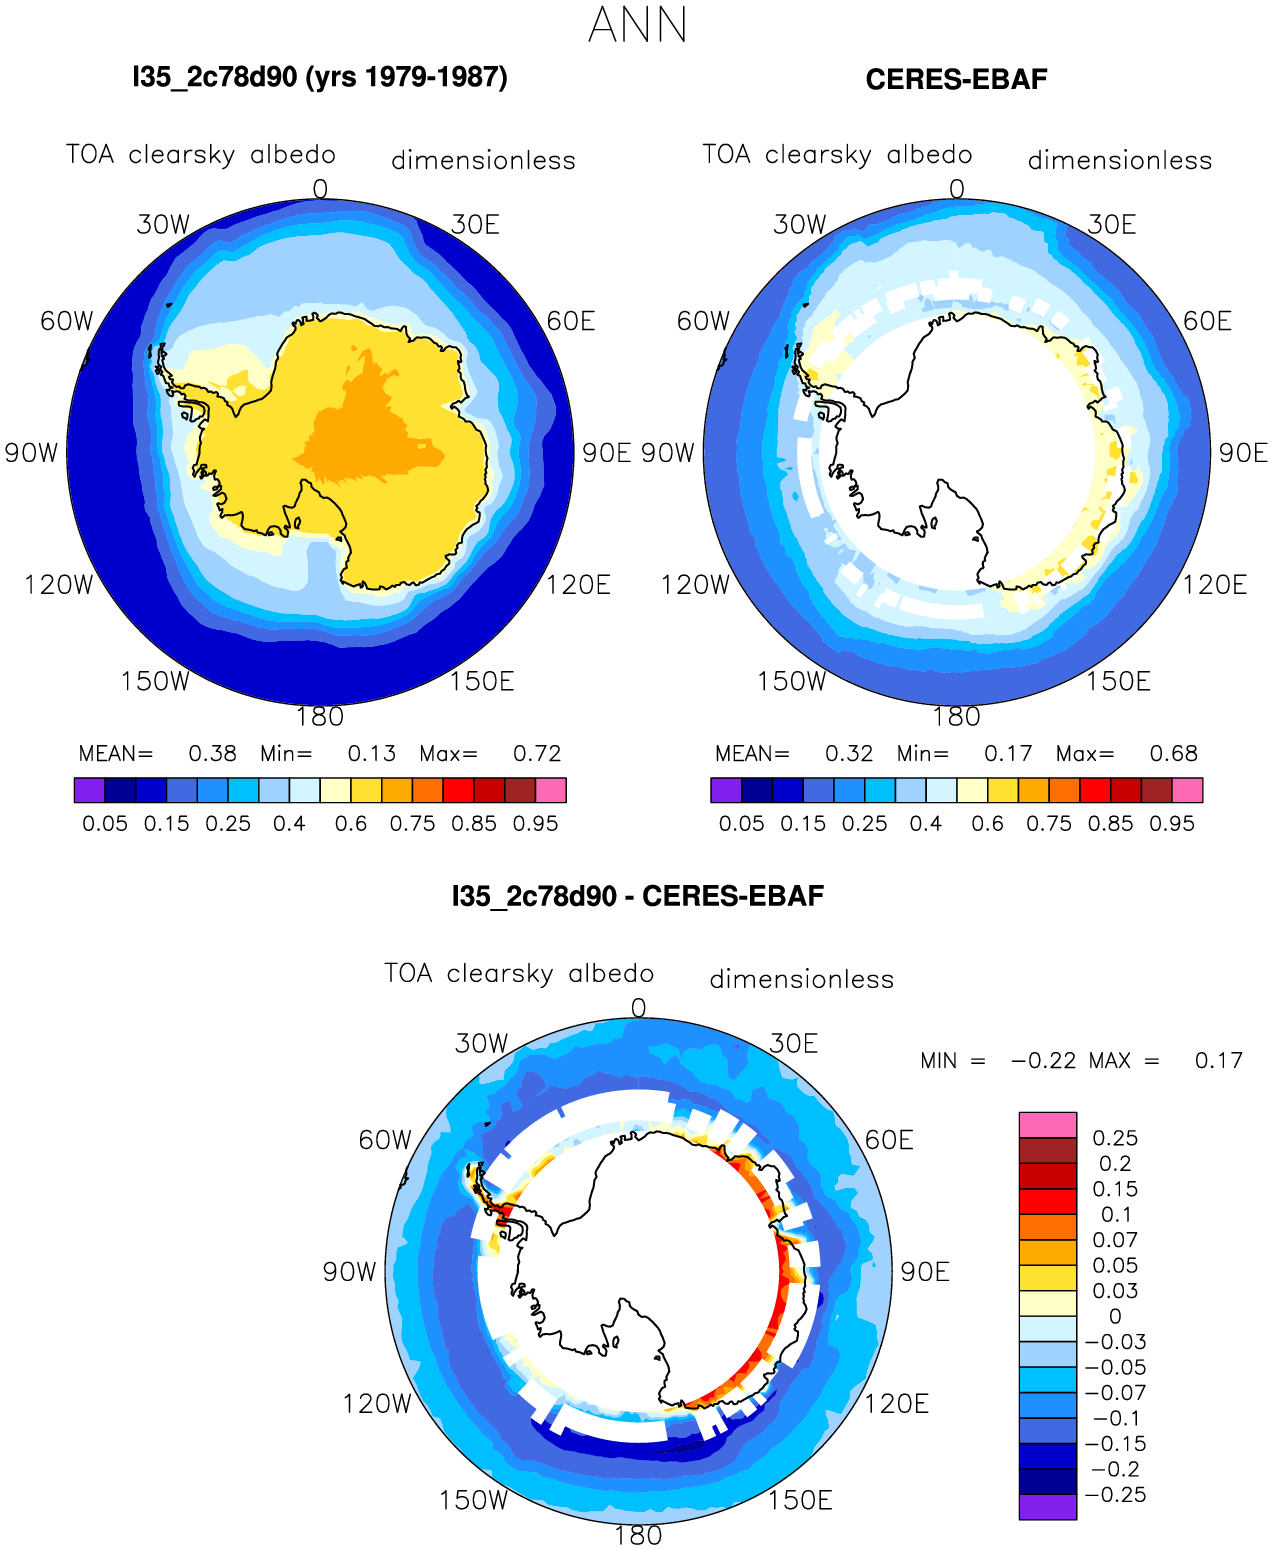 ANN
I35_2c78d90 (yrs 1979-1987)
TOA clearsky albedo dimensionless
0
30W 30E
60W 60E
90W 90E
120W 120E
150W 150E
180
MEAN= 0.38 Min= 0.13 Max= 0.72
0.05 0.15 0.25 0.4 0.6 0.75 0.85 0.95
CERES-EBAF
TOA clearsky albedo dimensionless
0
30W 30E
60W 60E
90W 90E
120W 120E
150W 150E
180
MEAN= 0.32 Min= 0.17 Max= 0.68
0.05 0.15 0.25 0.4 0.6 0.75 0.85 0.95
I35_2c78d90 - CERES-EBAF
TOA clearsky albedo dimensionless
0
30W 30E
60W 60E
90W 90E
120W 120E
150W 150E
180
MIN = −0.22 MAX = 0.17
0.25
0.2
0.15
0.1
0.07
0.05
0.03
0
−0.03
−0.05
−0.07
−0.1
−0.15
−0.2
−0.25